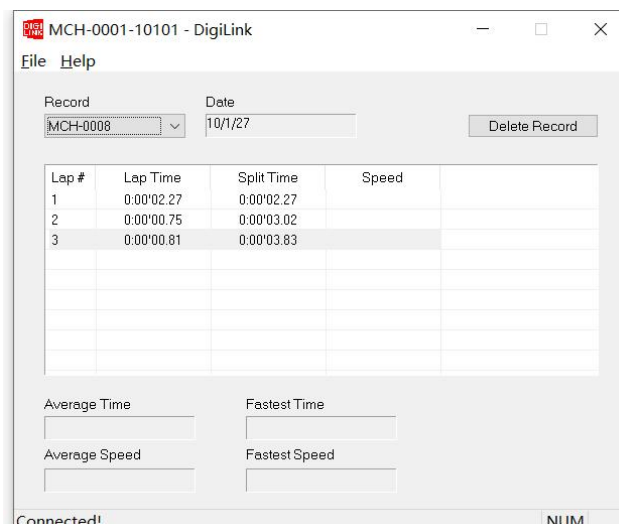 DIGI LINK MCH-0001-10101 - DigiLink
File Help
Record Date
MCH-0008 10/1/27 Delete Record
Lap # Lap Time Split Time Speed
1 0:00'02.27 0:00'02.27
2 0:00'00.75 0:00'03.02
3 0:00'00.81 0:00'03.83
Average Time Fastest Time
Average Speed Fastest Speed
Connected! NUM